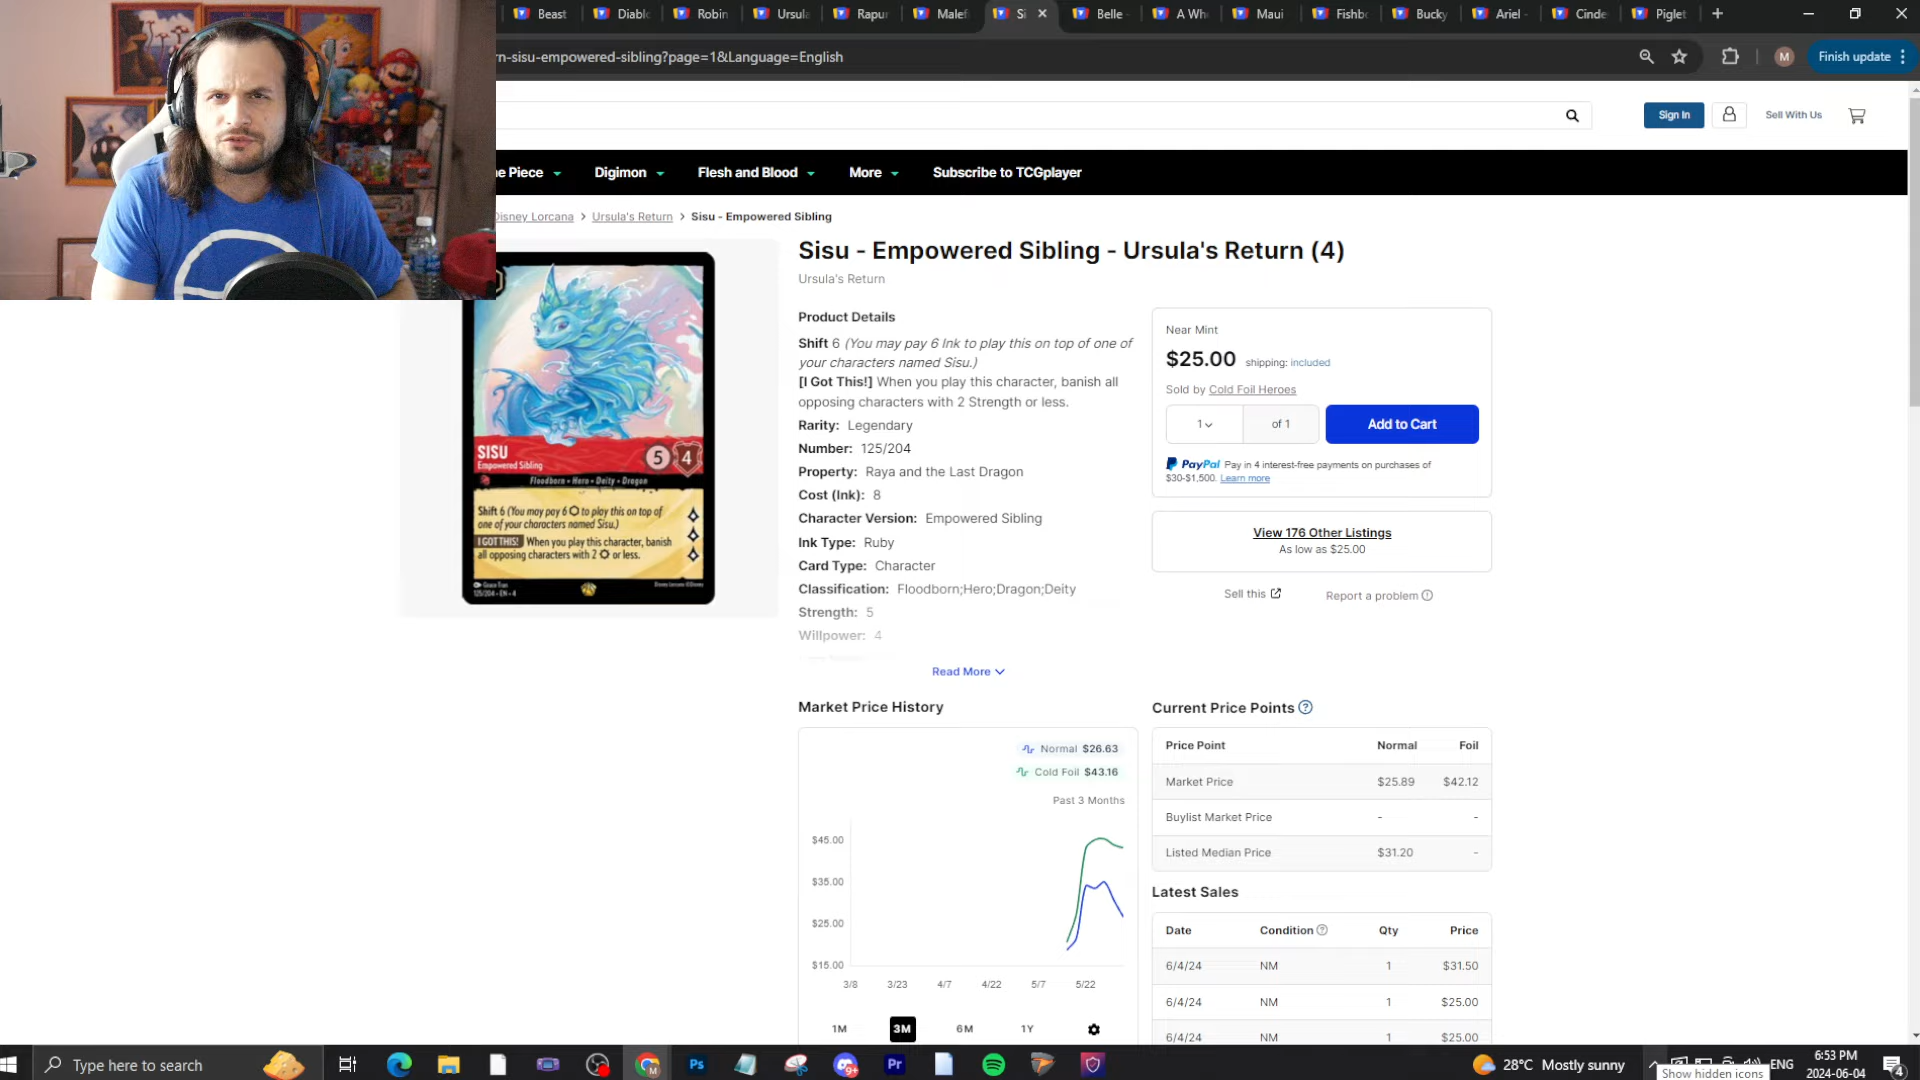 Beast
Diablo
Robin
Ursula
Rapun
Malefi
Si
Belle -
A Wh
Maui
Fishbo
Bucky
Ariel -
Cinde
Piglet
n-sisu-empowered-sibling?page=1&Language=English
M
Finish update
Sign In
Sell With Us
ne Piece
Digimon
Flesh and Blood
More
Subscribe to TCGplayer
Disney Lorcana > Ursula's Return > Sisu - Empowered Sibling
Sisu - Empowered Sibling - Ursula's Return (4)
Ursula's Return
Product Details
Shift 6 (You may pay 6 Ink to play this on top of one of
your characters named Sisu.)
[I Got This!] When you play this character, banish all
opposing characters with 2 Strength or less.
Rarity: Legendary
Number: 125/204
Property: Raya and the Last Dragon
Cost (Ink): 8
Character Version: Empowered Sibling
Ink Type: Ruby
Card Type: Character
Classification: Floodborn;Hero;Dragon;Deity
Strength: 5
Willpower: 4
Read More
SISU
Empowered Sibling
5
4
Floodborn • Hero • Deity • Dragon
Shift 6 (You may pay 6 to play this on top of
one of your characters named Sisu.)
I GOT THIS! When you play this character, banish
all opposing characters with 2 or less.
Grace Tran
125/204 • EN • 4
Near Mint
$25.00 shipping: included
Sold by Cold Foil Heroes
1
of 1
Add to Cart
PayPal Pay in 4 interest-free payments on purchases of
$30-$1,500. Learn more
View 176 Other Listings
As low as $25.00
Sell this
Report a problem
Market Price History
Normal $26.63
Cold Foil $43.16
Past 3 Months
$45.00
$35.00
$25.00
$15.00
3/8
3/23
4/7
4/22
5/7
5/22
1M
3M
6M
1Y
Current Price Points
Price Point Normal Foil
Market Price $25.89 $42.12
Buylist Market Price - -
Listed Median Price $31.20 -
Latest Sales
Date Condition Qty Price
6/4/24 NM 1 $31.50
6/4/24 NM 1 $25.00
6/4/24 NM 1 $25.00
Type here to search
Ps
9+
Pr
28°C Mostly sunny
ENG
6:53 PM
2024-06-04
4
Show hidden icons